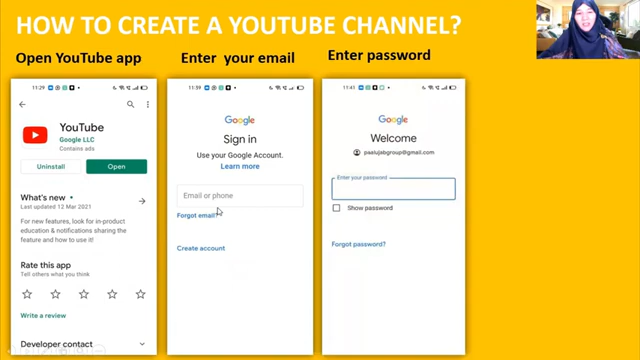 HOW TO CREATE A YOUTUBE CHANNEL?
Open YouTube app
Enter your email
Enter password
11:29
YouTube
Google LLC
Contains ads
Uninstall
Open
What's new
Last updated 12 Mar 2021
For new features, look for in-product
education & notifications sharing the
feature and how to use it!
Rate this app
Tell others what you think
Write a review
Developer contact
11:39
Google
Sign in
Use your Google Account.
Learn more
Email or phone
Forgot email?
Create account
11:41
Google
Welcome
Enter your password
Show password
Forgot password?